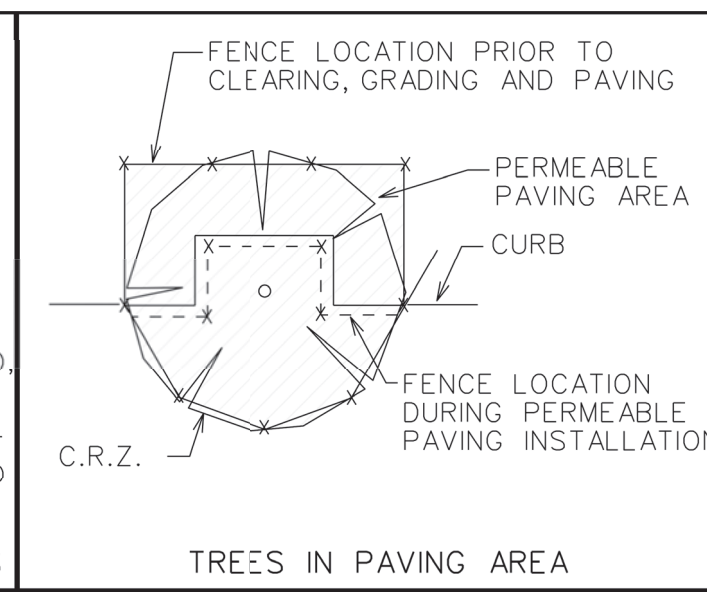 FENCE LOCATION PRIOR TO
CLEARING, GRADING AND PAVING
PERMEABLE
PAVING AREA
CURB
FENCE LOCATION
DURING PERMEABLE
PAVING INSTALLATION
C.R.Z.
TREES IN PAVING AREA